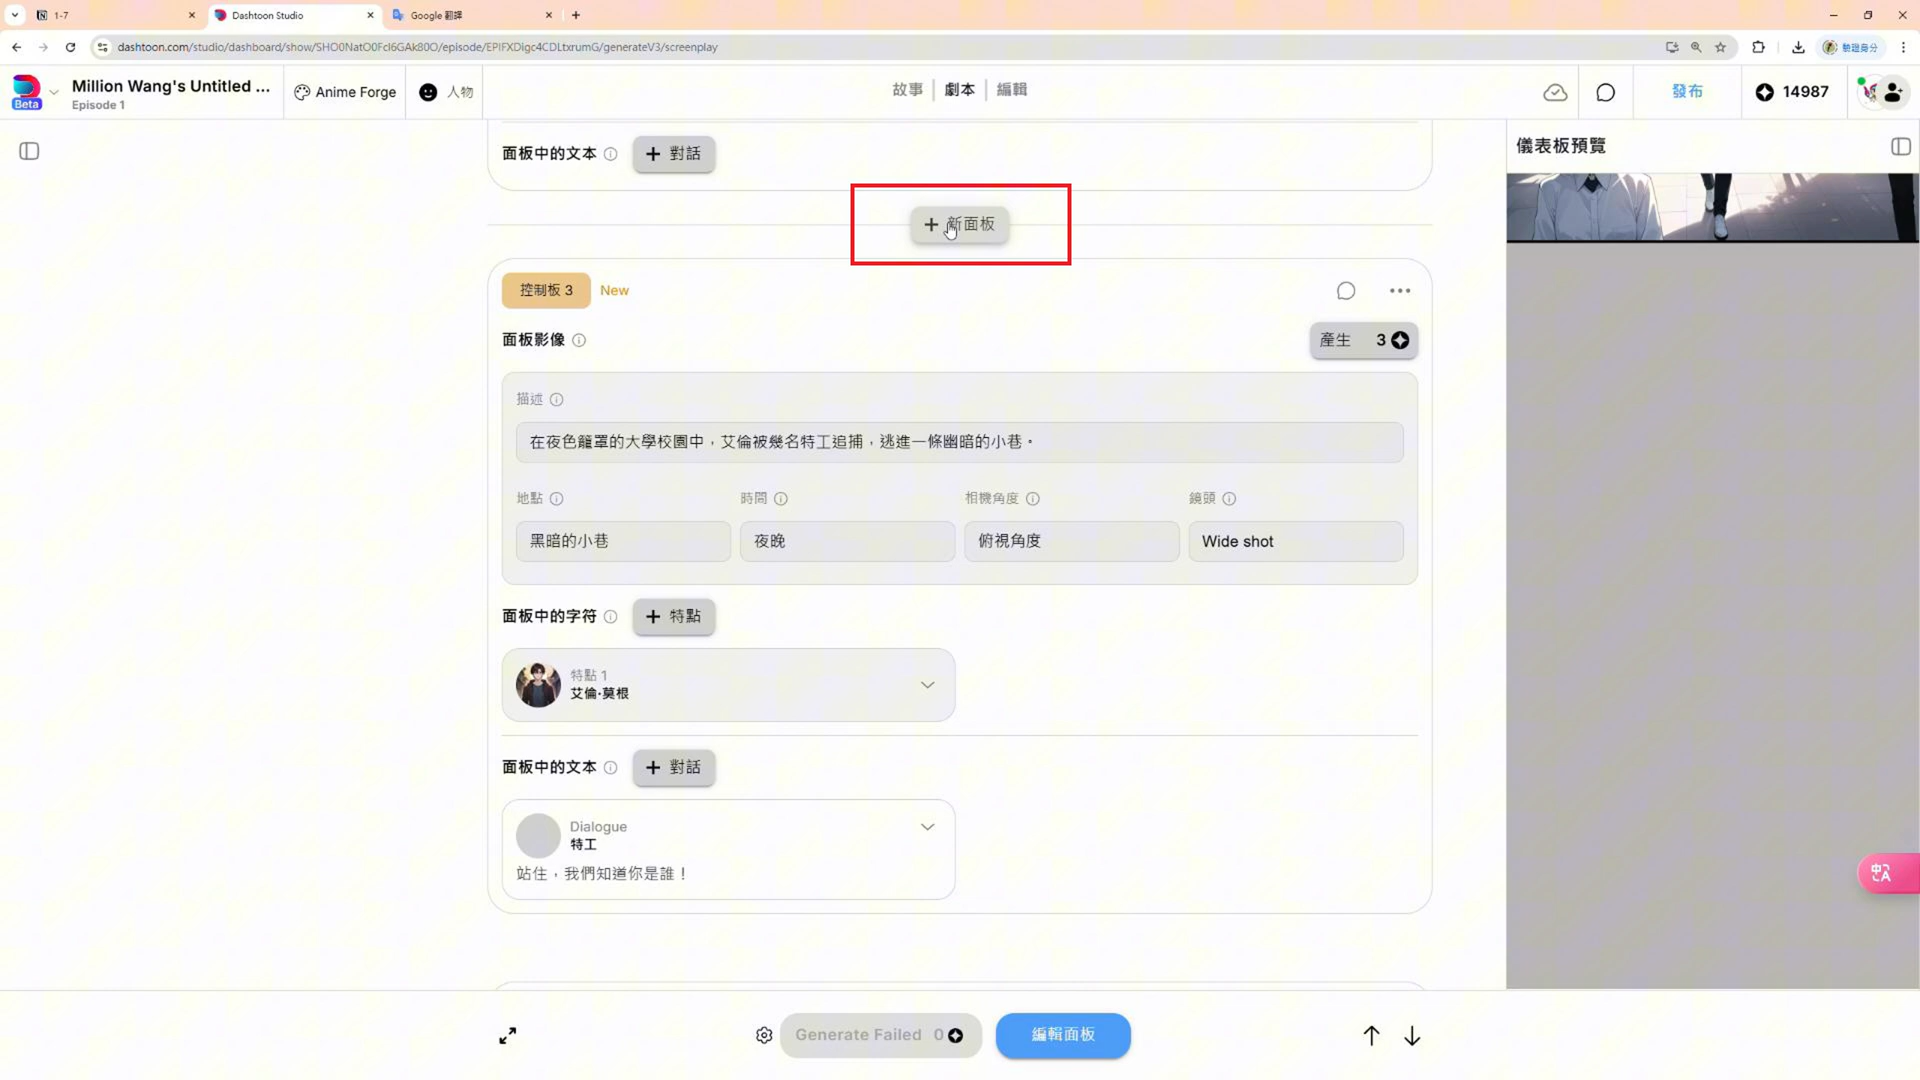 1-7
Dashtoon Studio
Google 翻譯
dashtoon.com/studio/dashboard/show/SHO0NatO0FcI6GAk80O/episode/EPIFXDigc4CDLtxrumG/generateV3/screenplay
驗證身分
Beta
Million Wang's Untitled ...
Episode 1
Anime Forge
人物
故事
劇本
編輯
發布
14987
面板中的文本
+ 對話
儀表板預覽
+ 新面板
控制板 3
New
面板影像
產生 3
描述
在夜色籠罩的大學校園中，艾倫被幾名特工追捕，逃進一條幽暗的小巷。
地點
時間
相機角度
鏡頭
黑暗的小巷
夜晚
俯視角度
Wide shot
面板中的字符
+ 特點
特點 1
艾倫·莫根
面板中的文本
+ 對話
Dialogue
特工
站住，我們知道你是誰！
Generate Failed 0
編輯面板